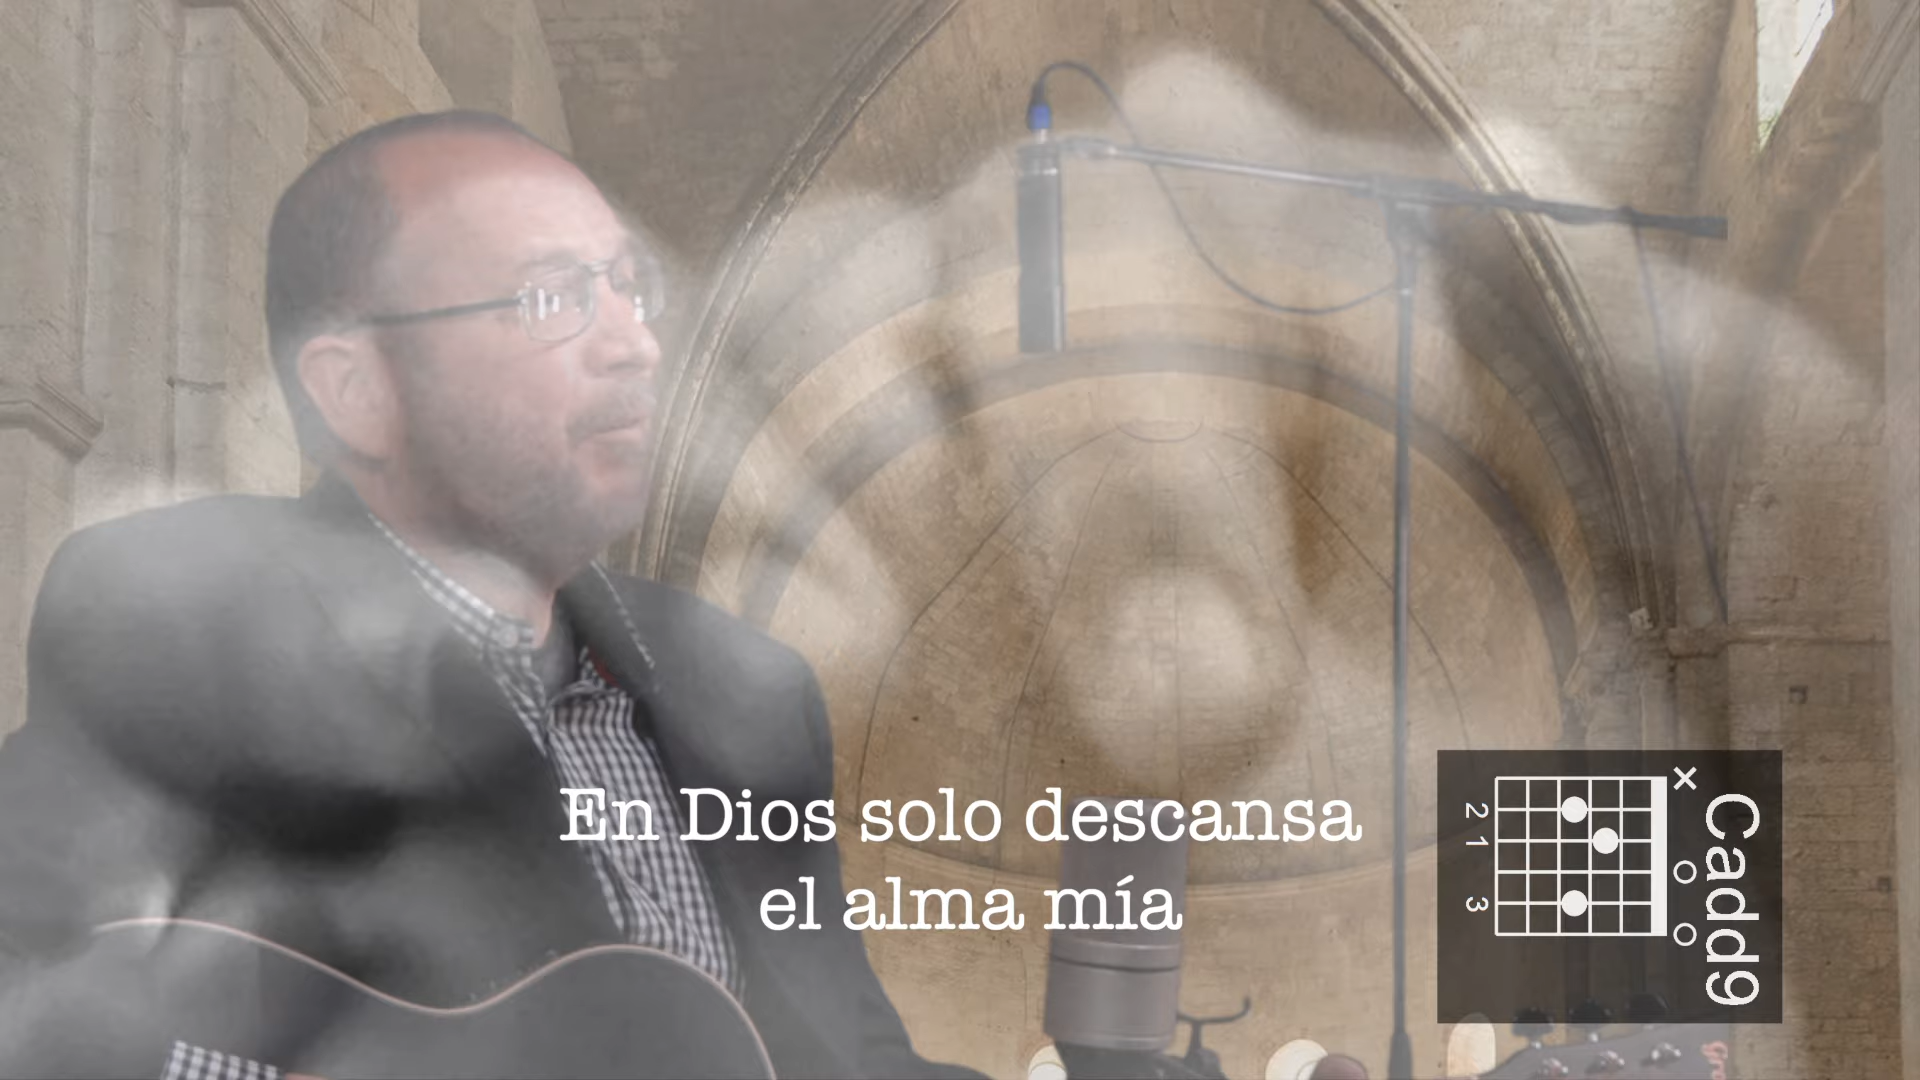 En Dios solo descansa
el alma mía
Cadd9
×
2 1 3